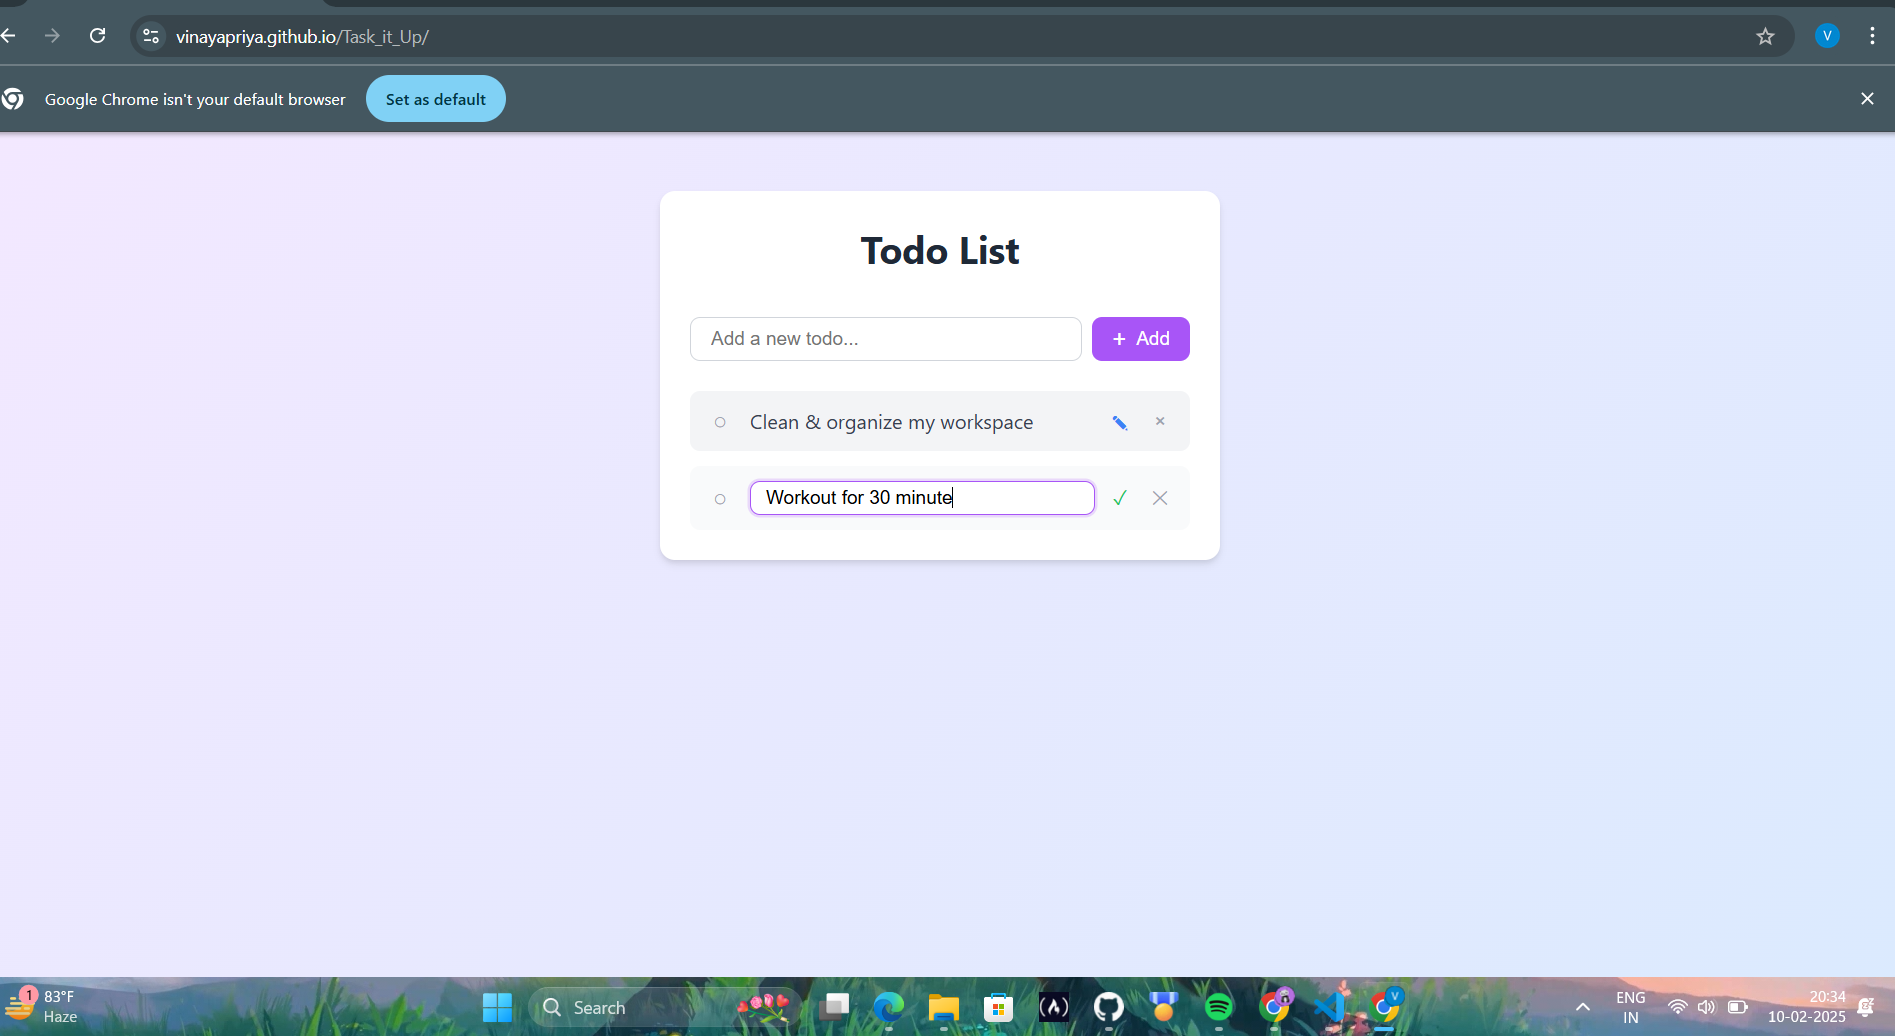 vinayapriya.github.io/Task_it_Up/
V
Google Chrome isn't your default browser
Set as default
Todo List
Add a new todo...
+ Add
Clean & organize my workspace
Workout for 30 minute
1
83°F
Haze
Search
V
ENG
IN
20:34
10-02-2025